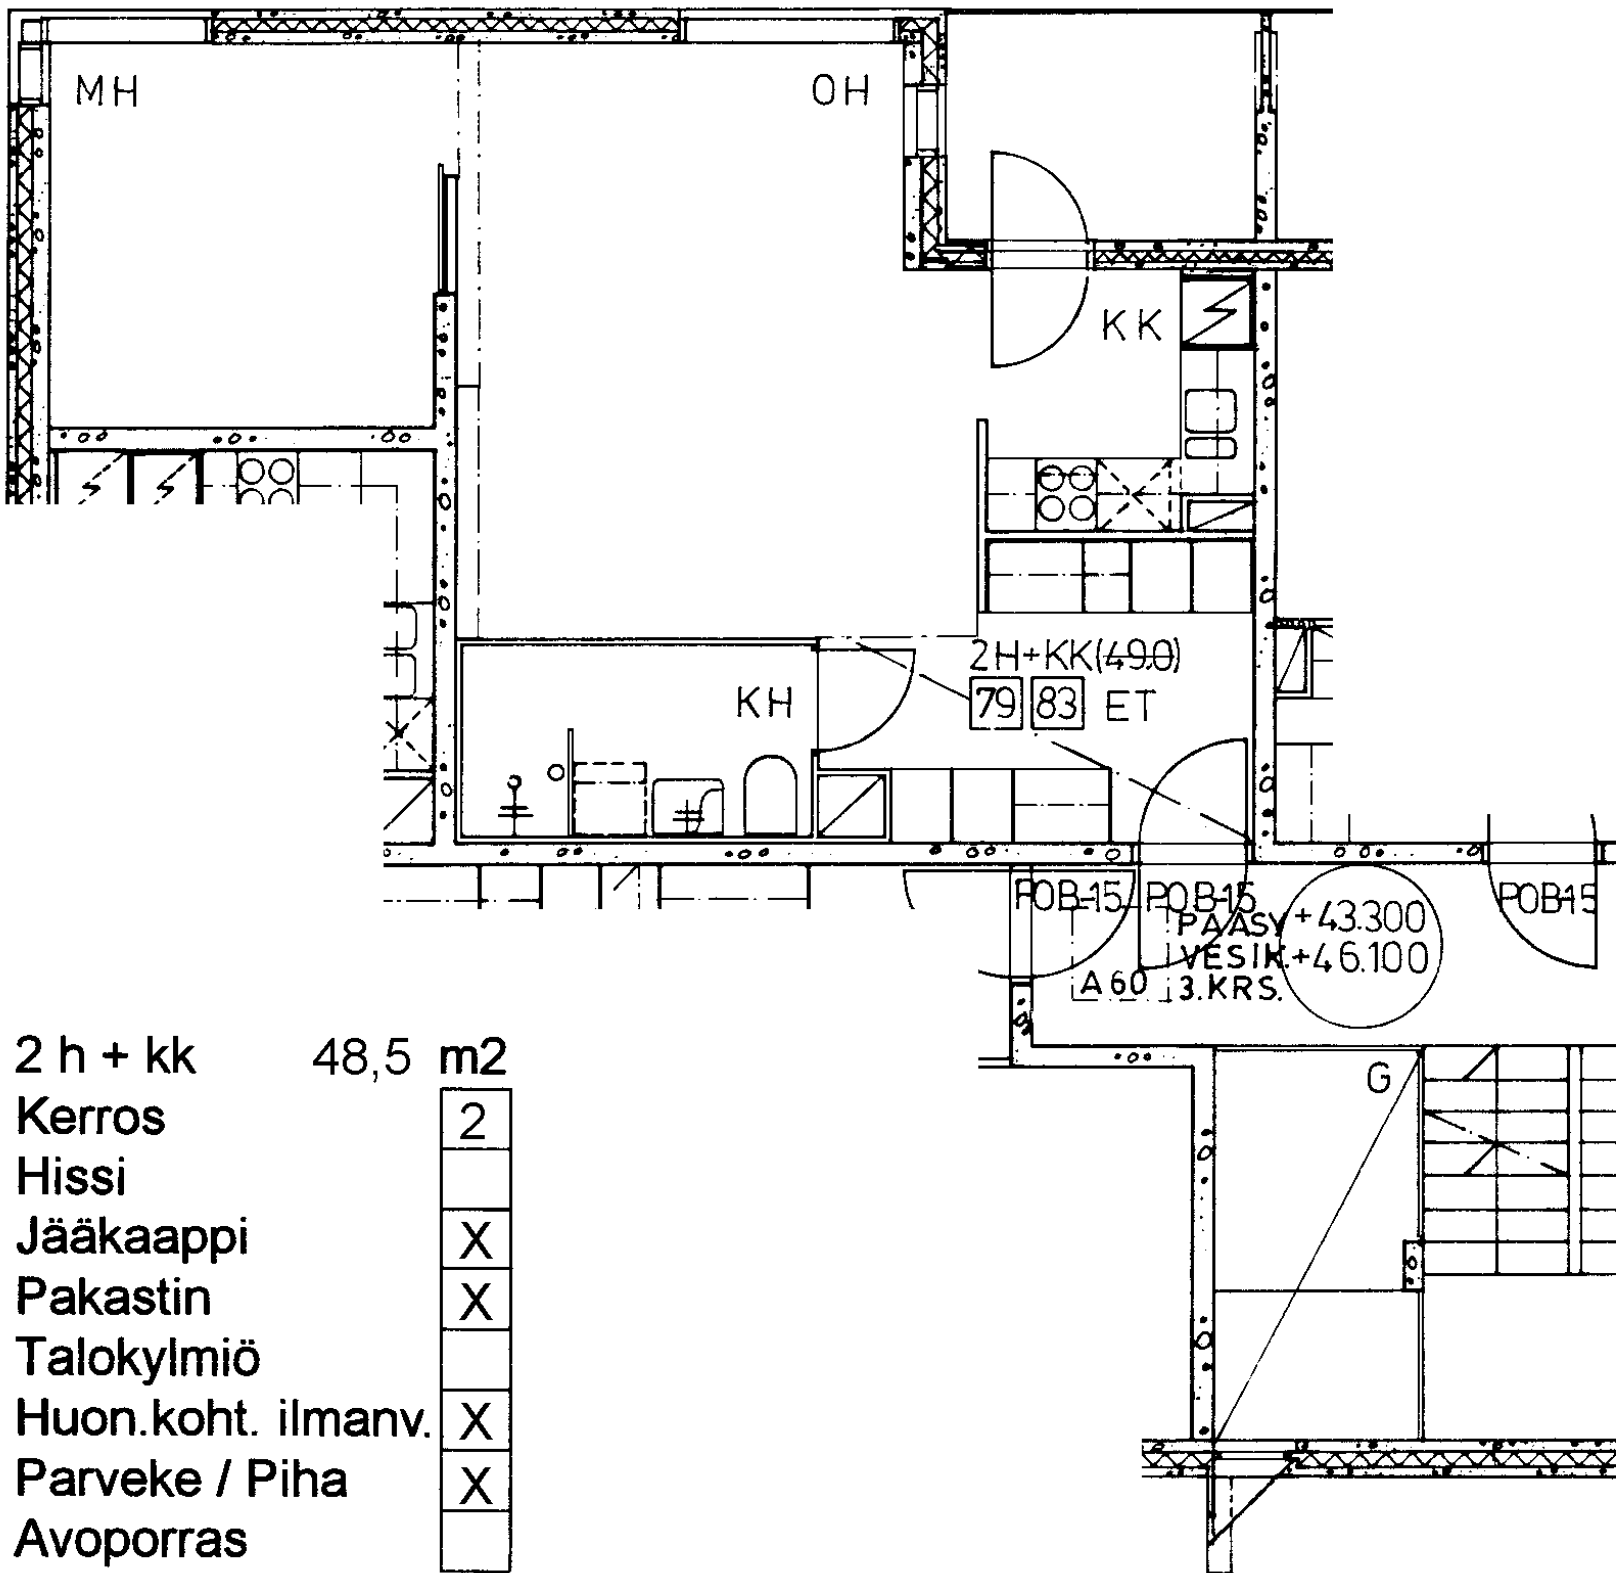 MH
OH
KK
2H+KK(49.0)
79 83 ET
KH
POB-15 POB-15 POB-15
PÄÄSY +43.300
VESIK.+46.100
A60 3.KRS.
G
2 h + kk 48,5 m2
Kerros 2
Hissi
Jääkaappi X
Pakastin X
Talokylmiö
Huon.koht. ilmanv. X
Parveke / Piha X
Avoporras